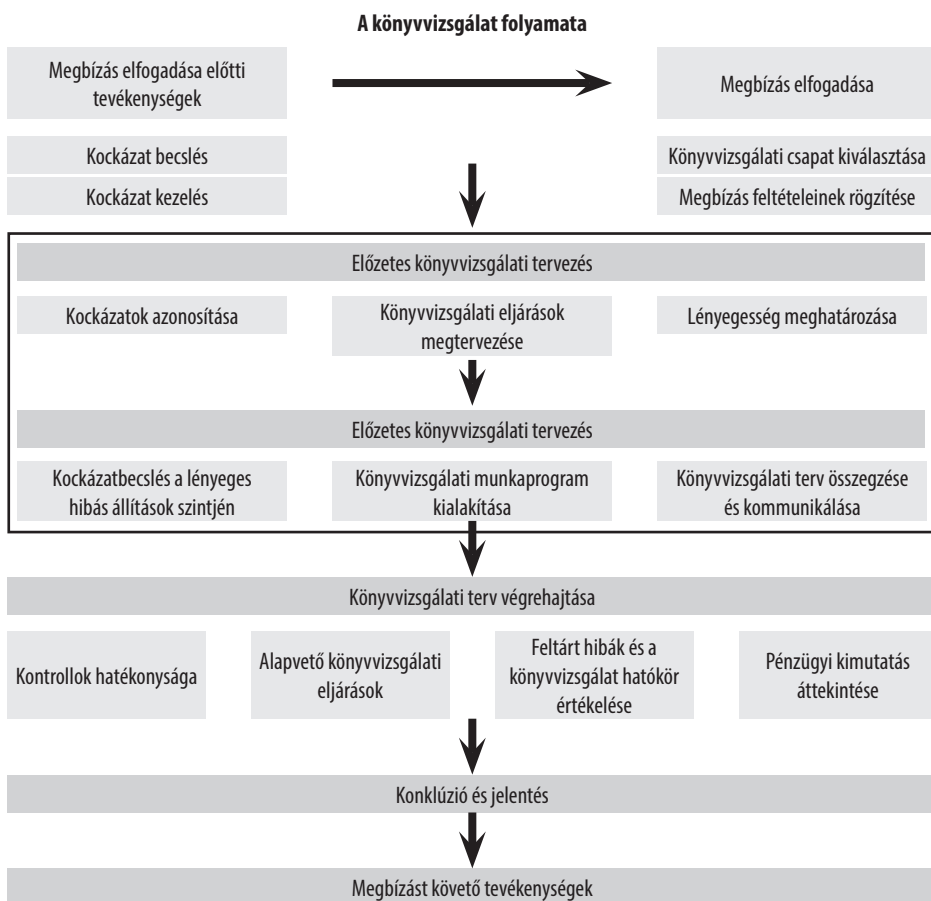 A könyvvizsgálat folyamata
Megbízás elfogadása előtti
tevékenységek
Megbízás elfogadása
Kockázat becslés
Könyvvizsgálati csapat kiválasztása
Kockázat kezelés
Megbízás feltételeinek rögzítése
Előzetes könyvvizsgálati tervezés
Kockázatok azonosítása
Könyvvizsgálati eljárások
megtervezése
Lényegesség meghatározása
Előzetes könyvvizsgálati tervezés
Kockázatbecslés a lényeges
hibás állítások szintjén
Könyvvizsgálati munkaprogram
kialakítása
Könyvvizsgálati terv összegzése
és kommunikálása
Könyvvizsgálati terv végrehajtása
Kontrollok hatékonysága
Alapvető könyvvizsgálati
eljárások
Feltárt hibák és a
könyvvizsgálat hatókör
értékelése
Pénzügyi kimutatás
áttekintése
Konklúzió és jelentés
Megbízást követő tevékenységek